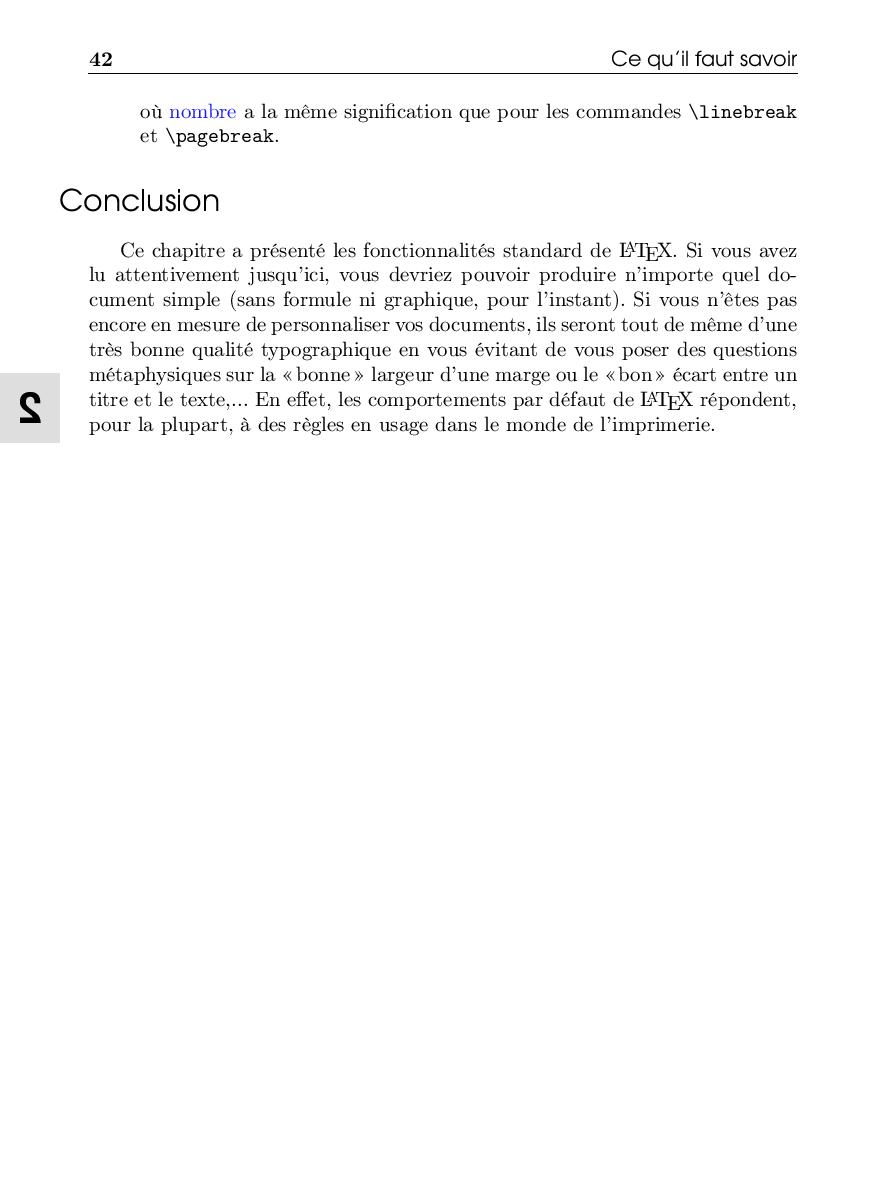 42 Ce qu'il faut savoir
où nombre a la même signification que pour les commandes \linebreak
et \pagebreak.
Conclusion
Ce chapitre a présenté les fonctionnalités standard de LATEX. Si vous avez
lu attentivement jusqu'ici, vous devriez pouvoir produire n'importe quel do-
cument simple (sans formule ni graphique, pour l'instant). Si vous n'êtes pas
encore en mesure de personnaliser vos documents, ils seront tout de même d'une
très bonne qualité typographique en vous évitant de vous poser des questions
métaphysiques sur la « bonne » largeur d'une marge ou le « bon » écart entre un
titre et le texte,... En effet, les comportements par défaut de LATEX répondent,
pour la plupart, à des règles en usage dans le monde de l'imprimerie.
2